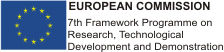 EUROPEAN COMMISSION
7th Framework Programme on
Research, Technological
Development and Demonstration